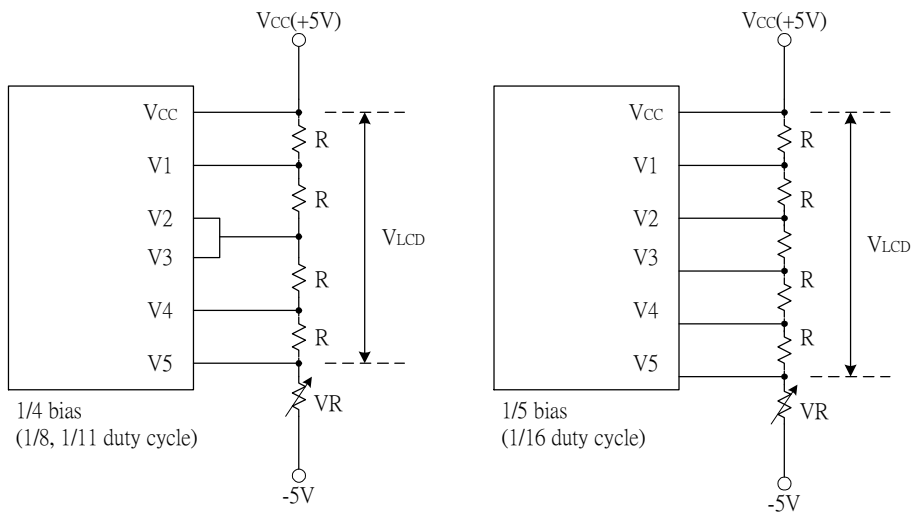 Vcc(+5V)
Vcc
R
V1
R
V2
VLCD
V3
R
V4
R
V5
VR
1/4 bias
(1/8, 1/11 duty cycle)
-5V
Vcc(+5V)
Vcc
R
V1
R
V2
VLCD
V3
R
V4
R
V5
VR
1/5 bias
(1/16 duty cycle)
-5V